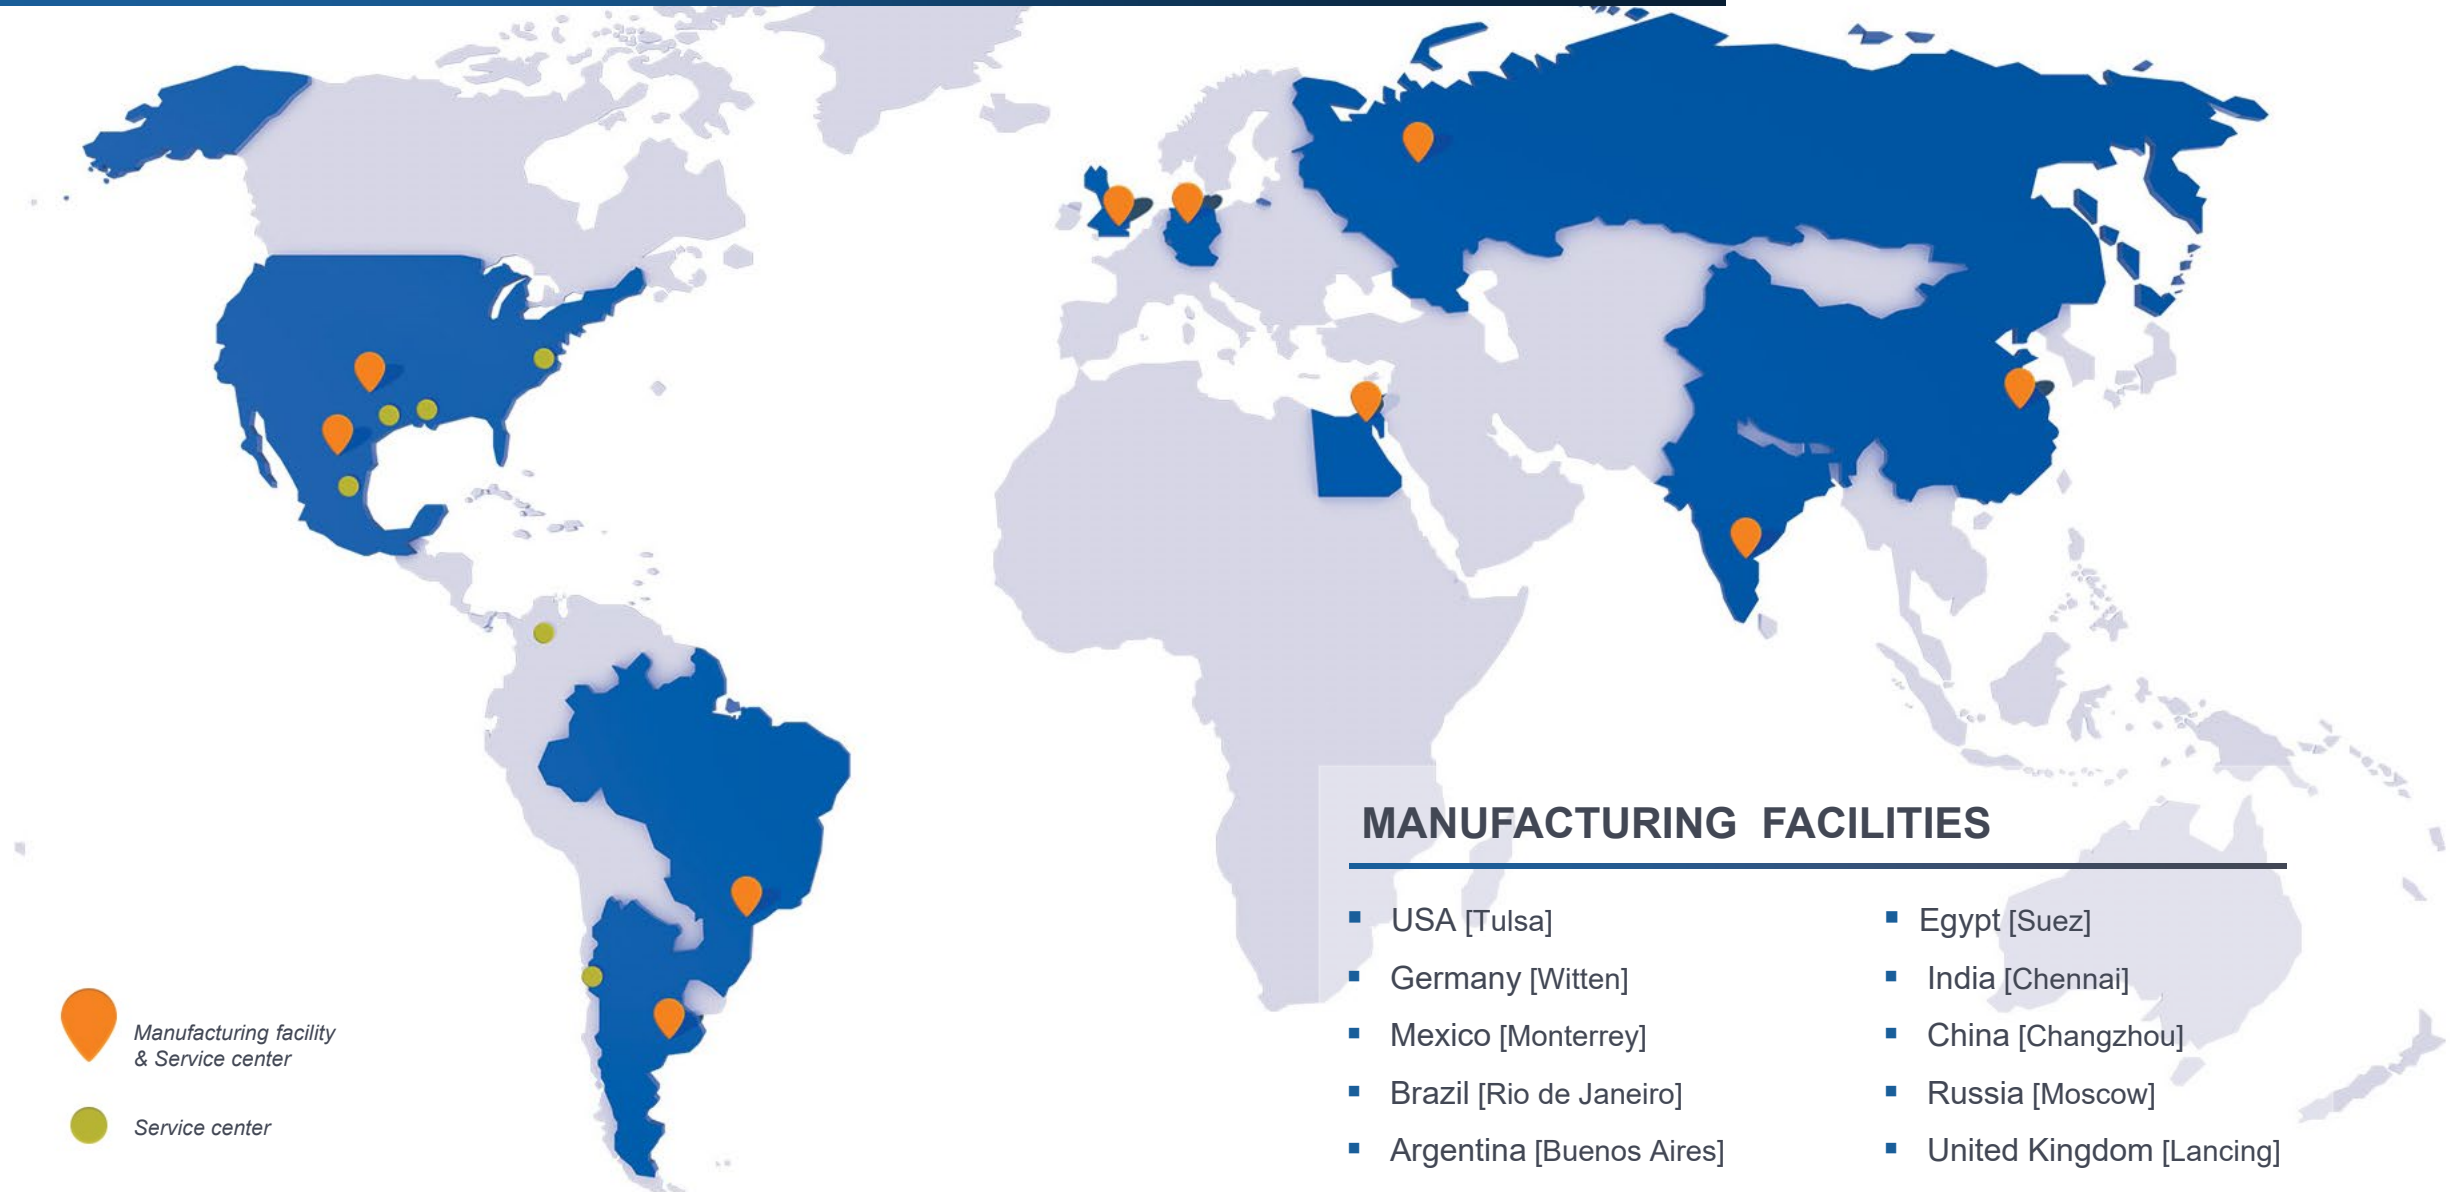 MANUFACTURING FACILITIES
USA [Tulsa]
Germany [Witten]
Mexico [Monterrey]
Brazil [Rio de Janeiro]
Argentina [Buenos Aires]
Egypt [Suez]
India [Chennai]
China [Changzhou]
Russia [Moscow]
United Kingdom [Lancing]
Manufacturing facility
& Service center
Service center